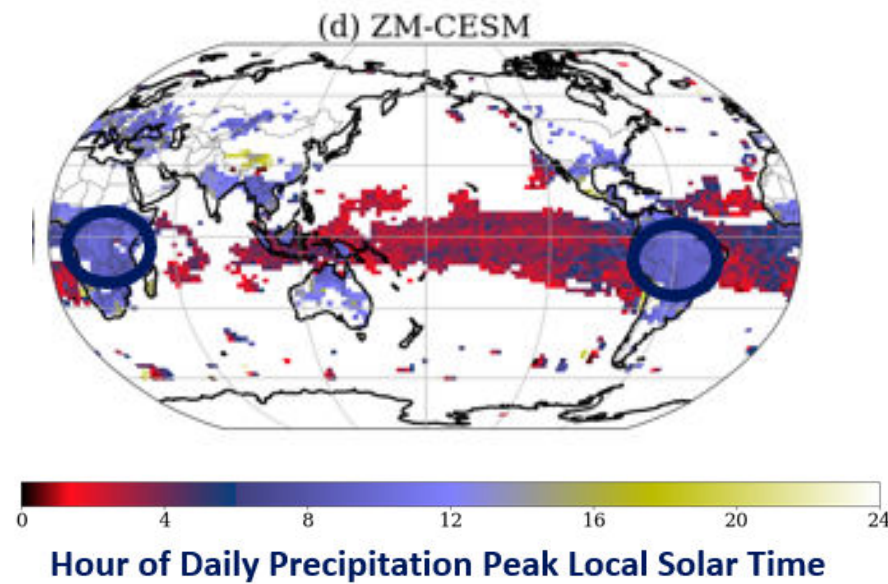 (d) ZM-CESM
0 4 8 12 16 20 24
Hour of Daily Precipitation Peak Local Solar Time